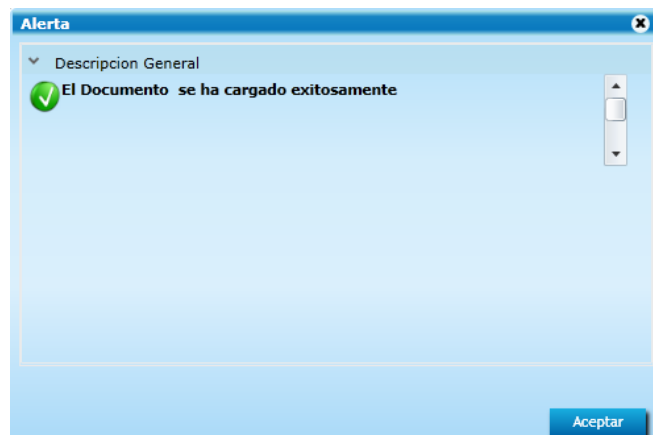 Alerta
Descripcion General
El Documento se ha cargado exitosamente
Aceptar